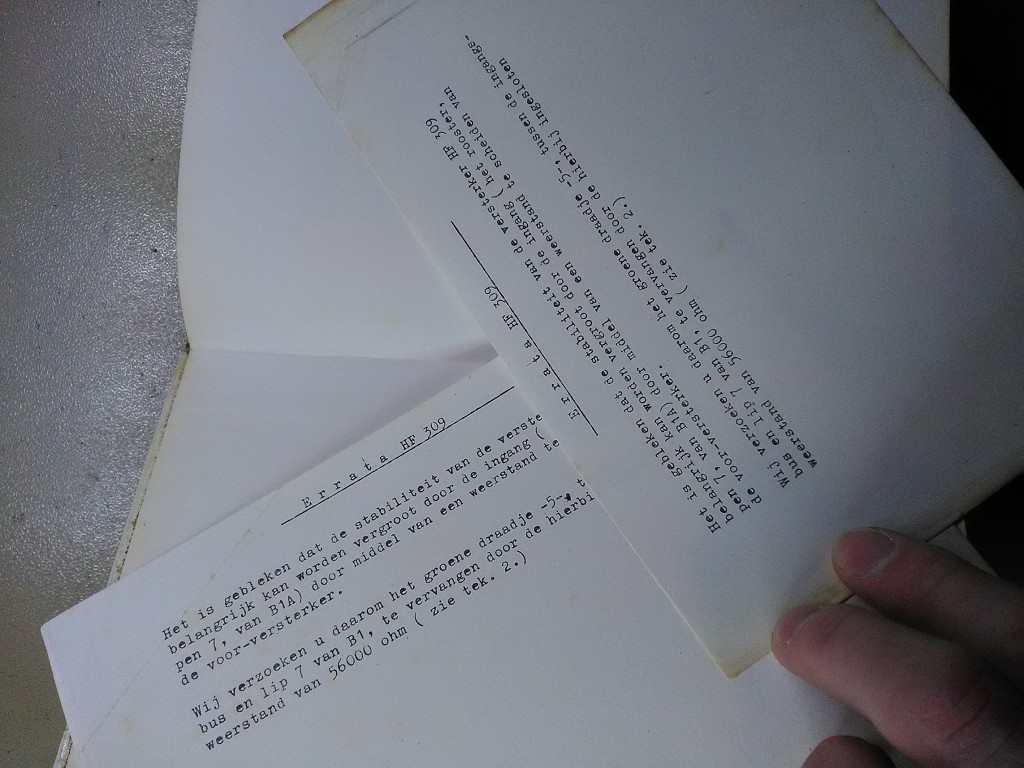 Errata HF 309
Het is gebleken dat de stabiliteit van de versterker HF 309
belangrijk kan worden vergroot door de ingang ( het rooster,
pen 7, van B1A) door middel van een weerstand te scheiden van
de voor-versterker.
Wij verzoeken u daarom het groene draadje -5-, tussen de ingangs-
bus en lip 7 van B1, te vervangen door de hierbij ingesloten
weerstand van 56000 ohm ( zie tek. 2.)
Errata HF 309
Het is gebleken dat de stabiliteit van de verste
belangrijk kan worden vergroot door de ingang (
pen 7, van B1A) door middel van een weerstand te
de voor-versterker.
Wij verzoeken u daarom het groene draadje -5-, t
bus en lip 7 van B1, te vervangen door de hierbi
weerstand van 56000 ohm ( zie tek. 2.)